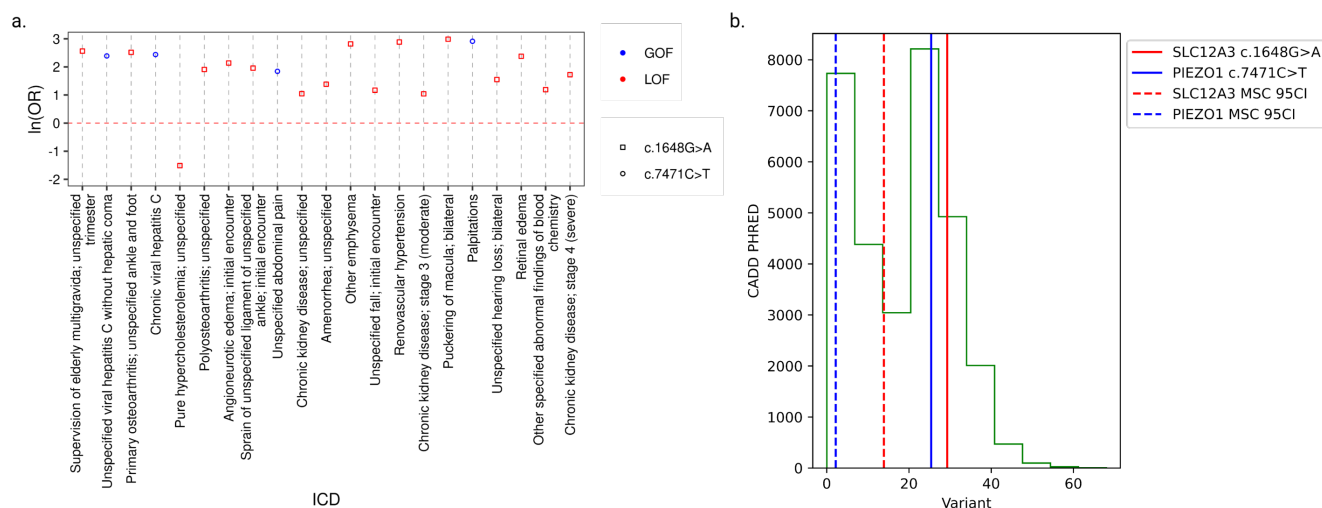 a.
3
2
1
0
-1
-2
ln(OR)
GOF
LOF
c.1648G>A
c.7471C>T
Supervision of elderly multigravida; unspecified
trimester
Unspecified viral hepatitis C without hepatic coma
Primary osteoarthritis; unspecified ankle and foot
Chronic viral hepatitis C
Pure hypercholesterolemia; unspecified
Polyosteoarthritis; unspecified
Angioneurotic edema; initial encounter
Sprain of unspecified ligament of unspecified
ankle; initial encounter
Unspecified abdominal pain
Chronic kidney disease; unspecified
Amenorrhea; unspecified
Other emphysema
Unspecified fall; initial encounter
Renovascular hypertension
Chronic kidney disease; stage 3 (moderate)
Puckering of macula; bilateral
Palpitations
Unspecified hearing loss; bilateral
Retinal edema
Other specified abnormal findings of blood
chemistry
Chronic kidney disease; stage 4 (severe)
ICD
b.
8000
7000
6000
5000
4000
3000
2000
1000
0
CADD PHRED
0
20
40
60
Variant
SLC12A3 c.1648G>A
PIEZO1 c.7471C>T
SLC12A3 MSC 95CI
PIEZO1 MSC 95CI